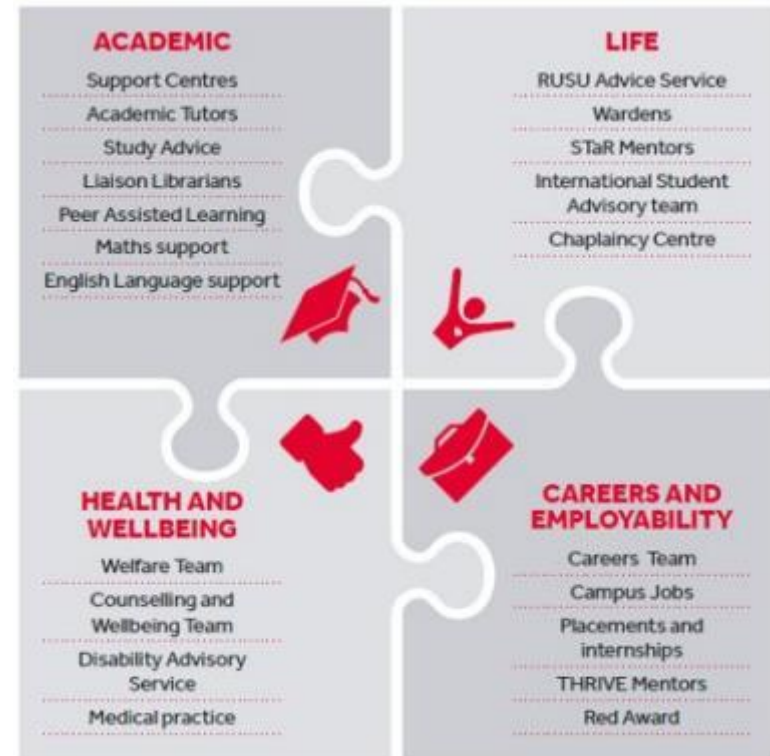 ACADEMIC
Support Centres
Academic Tutors
Study Advice
Liaison Librarians
Peer Assisted Learning
Maths support
English Language support
LIFE
RUSU Advice Service
Wardens
STaR Mentors
International Student
Advisory team
Chaplaincy Centre
HEALTH AND
WELLBEING
Welfare Team
Counselling and
Wellbeing Team
Disability Advisory
Service
Medical practice
CAREERS AND
EMPLOYABILITY
Careers Team
Campus Jobs
Placements and
internships
THRIVE Mentors
Red Award